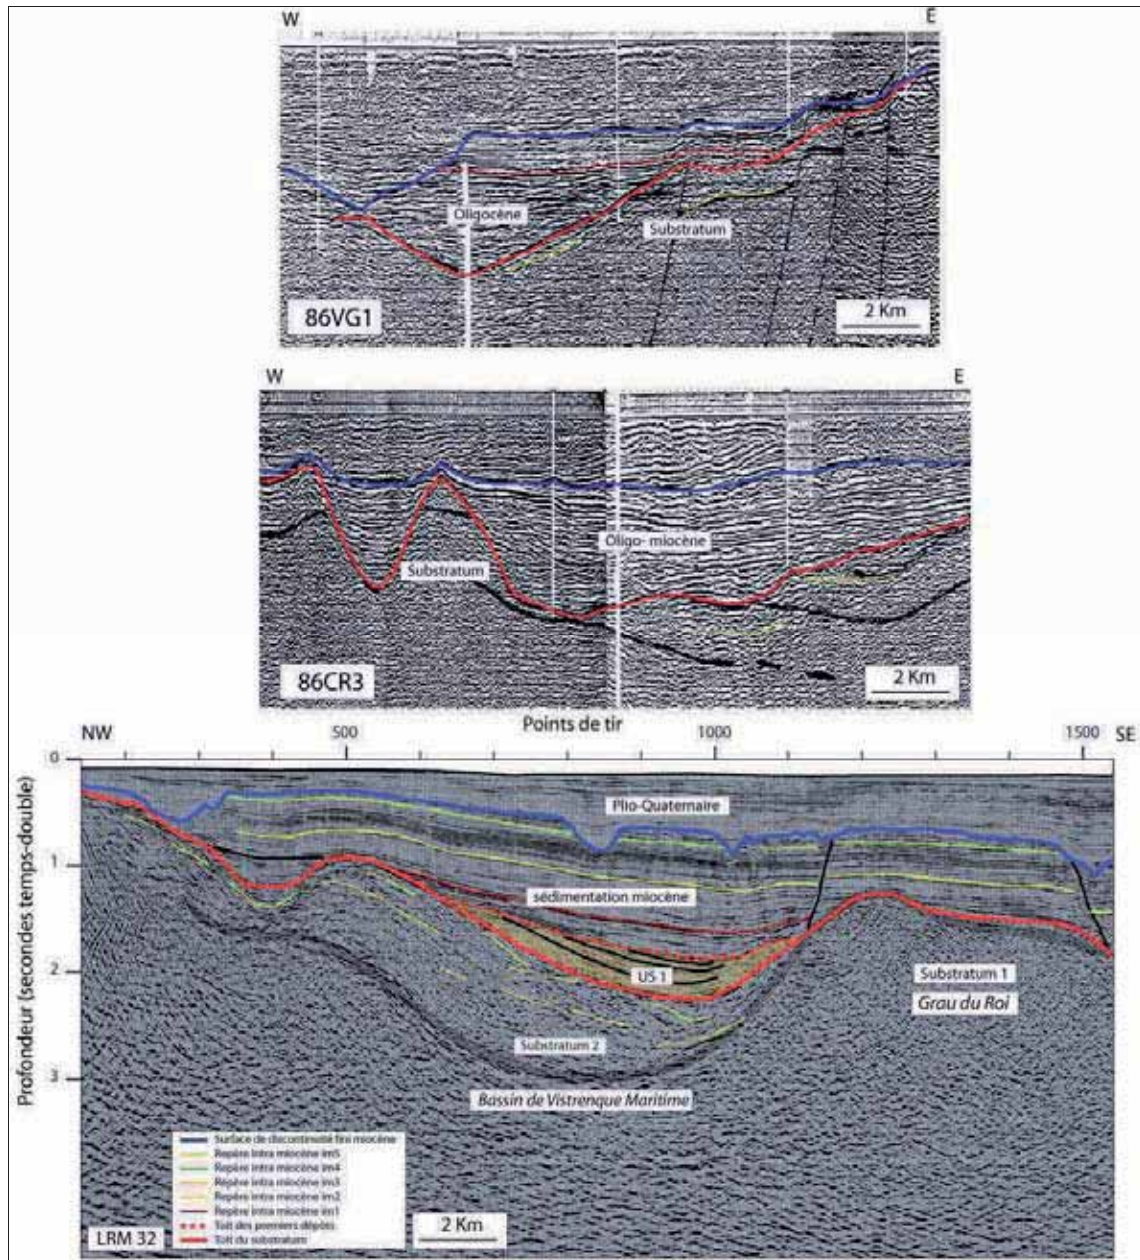 W E
Oligocène
Substratum
86VG1
2 Km
W E
Oligo- miocène
Substratum
86CR3
2 Km
Points de tir
NW 500 1000 1500 SE
0
Plio-Quaternaire
1
sédimentation miocène
US 1
2
Substratum 1
Grau du Roi
Substratum 2
3
Bassin de Vistrenque Maritime
Profondeur (secondes temps-double)
Surface de discontinuité fini miocène
Repère intra miocène im5
Repère intra miocène im4
Repère intra miocène im3
Repère intra miocène im2
Repère intra miocène im1
Toit des premiers dépôts
Toit du substratum
LRM 32
2 Km